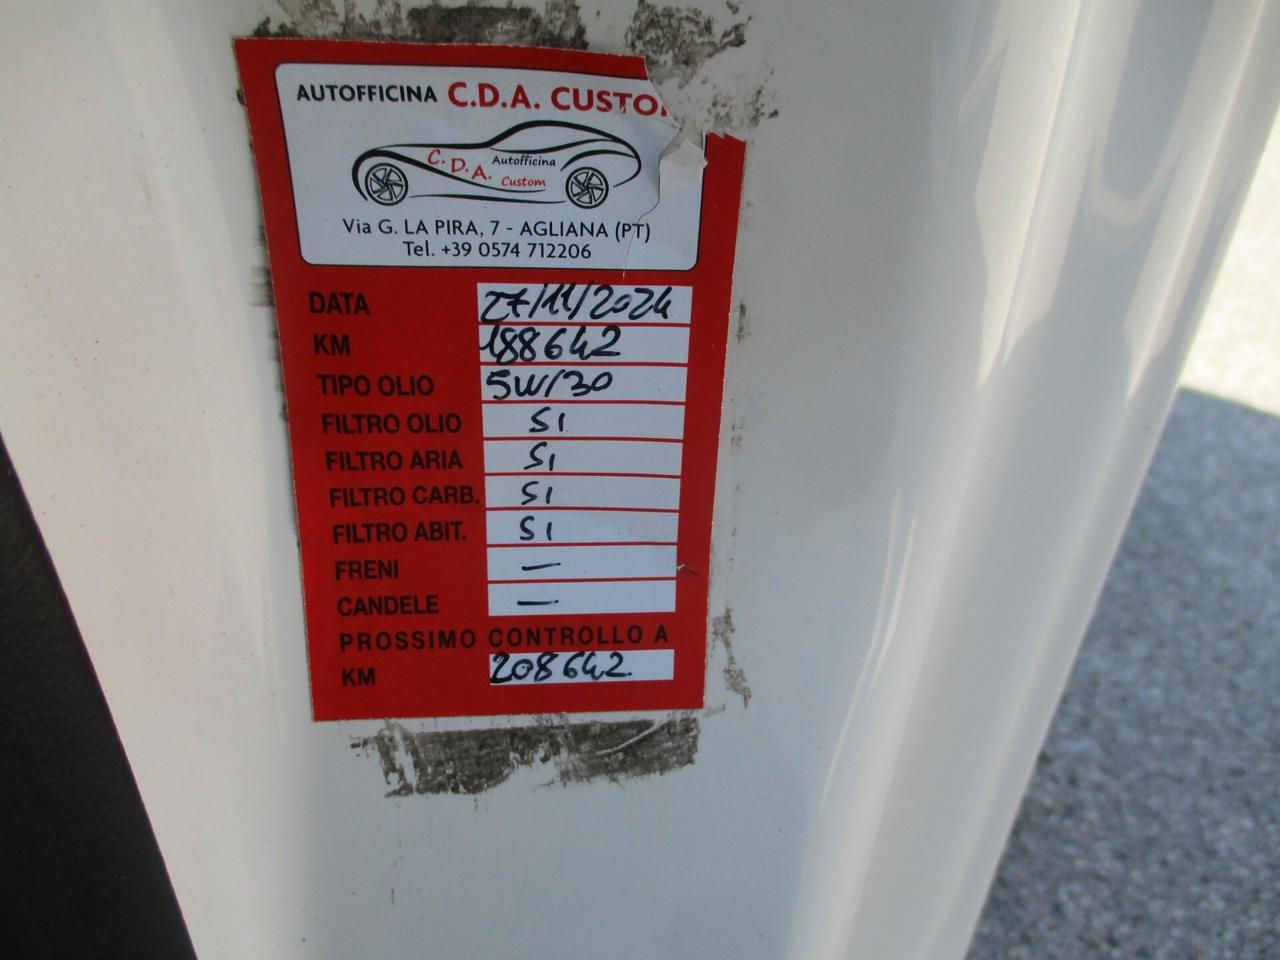 AUTOFFICINA C.D.A. CUSTOM
C.D.A. Autofficina
Custom
Via G. LA PIRA, 7 - AGLIANA (PT)
Tel. +39 0574 712206
DATA 27/11/2024
KM 188642
TIPO OLIO 5W/30
FILTRO OLIO SI
FILTRO ARIA SI
FILTRO CARB. SI
FILTRO ABIT. SI
FRENI —
CANDELE —
PROSSIMO CONTROLLO A
KM 208642